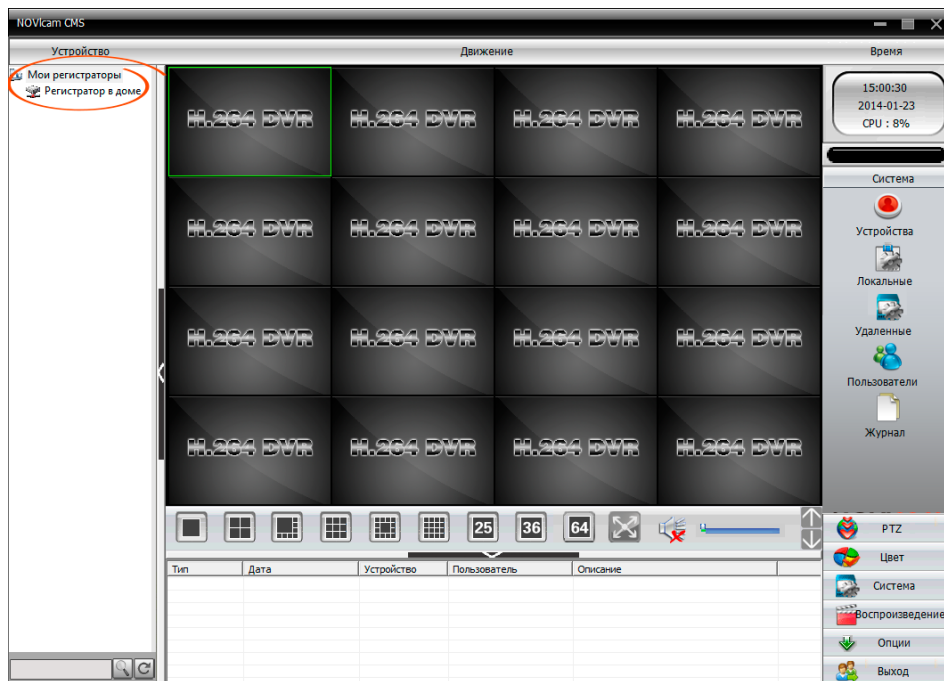 NOVIcam CMS
Устройство
Движение
Время
Мои регистраторы
Регистратор в доме
H.264 DVR H.264 DVR H.264 DVR H.264 DVR
H.264 DVR H.264 DVR H.264 DVR H.264 DVR
H.264 DVR H.264 DVR H.264 DVR H.264 DVR
H.264 DVR H.264 DVR H.264 DVR H.264 DVR
25 36 64
Тип Дата Устройство Пользователь Описание
15:00:30
2014-01-23
CPU : 8%
Система
Устройства
Локальные
Удаленные
Пользователи
Журнал
PTZ
Цвет
Система
Воспроизведение
Опции
Выход